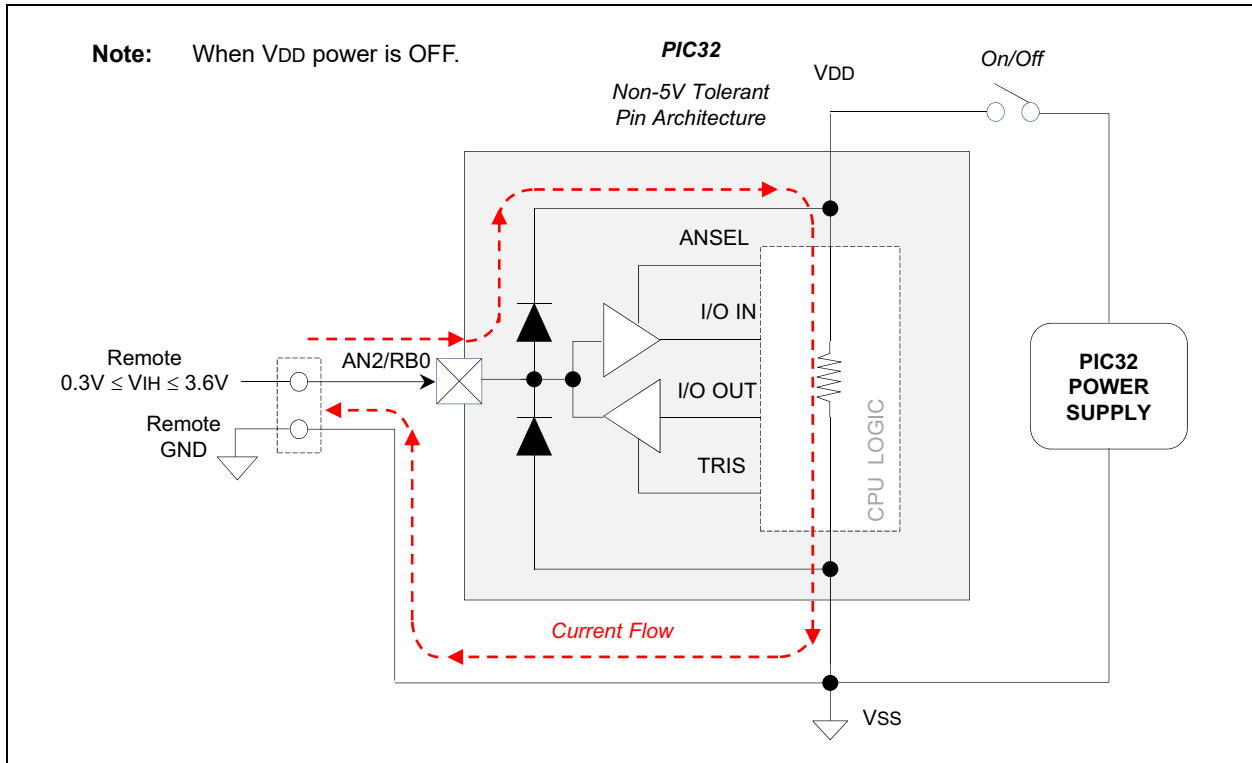 Note: When VDD power is OFF.
PIC32
Non-5V Tolerant
Pin Architecture
VDD
On/Off
ANSEL
I/O IN
AN2/RB0
Remote
0.3V ≤ VIH ≤ 3.6V
Remote
GND
I/O OUT
TRIS
CPU LOGIC
PIC32
POWER
SUPPLY
Current Flow
VSS